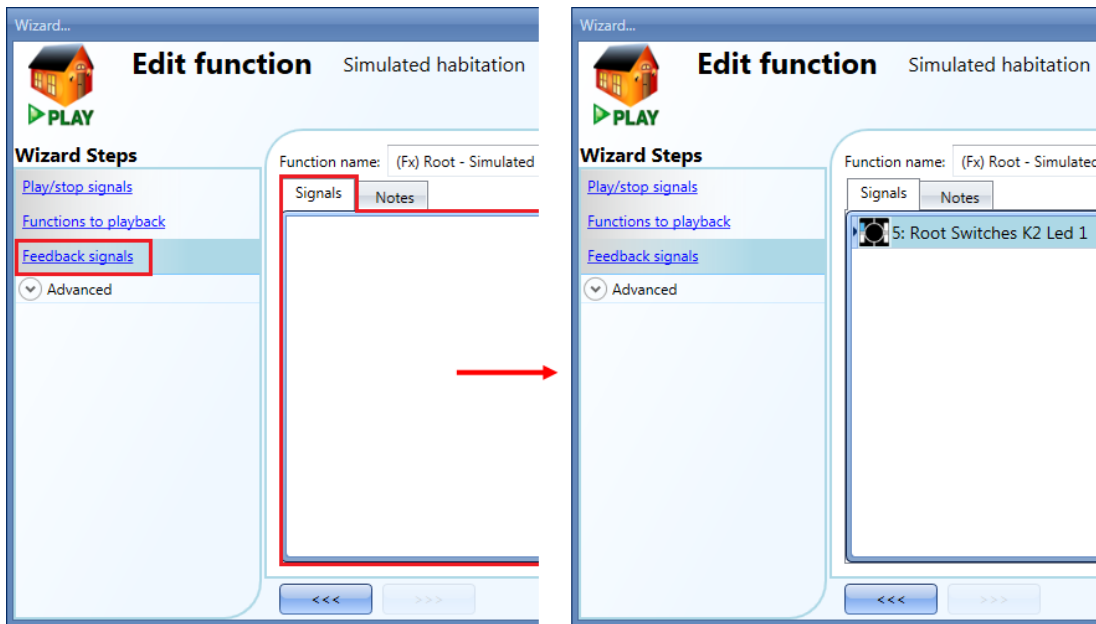 Wizard...
Edit function Simulated habitation
PLAY
Wizard Steps
Play/stop signals
Functions to playback
Feedback signals
Advanced
Function name: (Fx) Root - Simulated
Signals Notes
<<< >>>
Wizard...
Edit function Simulated habitation
PLAY
Wizard Steps
Play/stop signals
Functions to playback
Feedback signals
Advanced
Function name: (Fx) Root - Simulated
Signals Notes
5: Root Switches K2 Led 1
<<< >>>